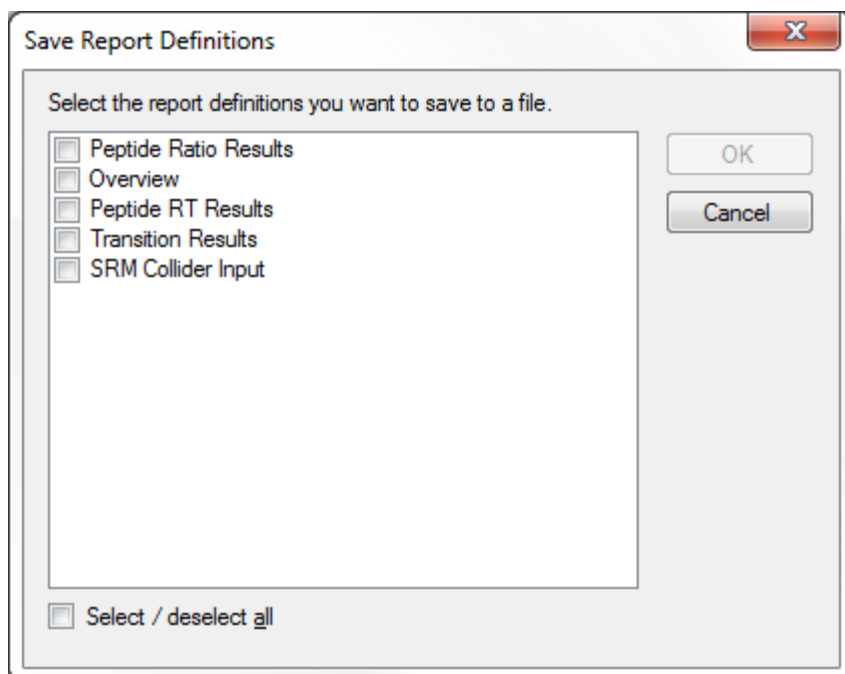 Save Report Definitions
Select the report definitions you want to save to a file.
Peptide Ratio Results
Overview
Peptide RT Results
Transition Results
SRM Collider Input
OK
Cancel
Select / deselect all